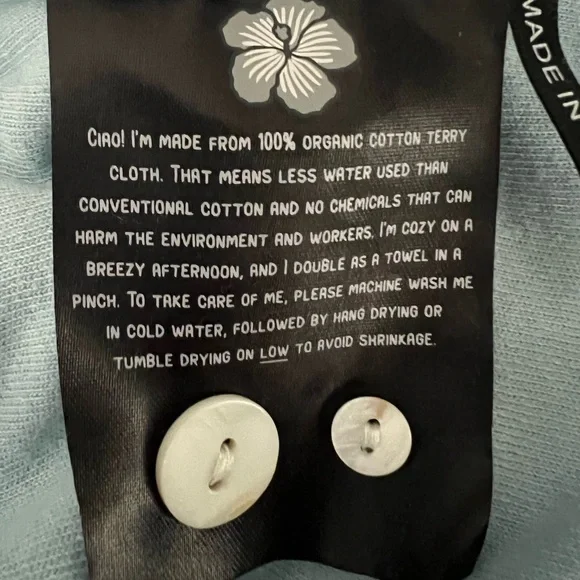 CIAO! I'M MADE FROM 100% ORGANIC COTTON TERRY
CLOTH. THAT MEANS LESS WATER USED THAN
CONVENTIONAL COTTON AND NO CHEMICALS THAT CAN
HARM THE ENVIRONMENT AND WORKERS. I'M COZY ON A
BREEZY AFTERNOON, AND I DOUBLE AS A TOWEL IN A
PINCH. TO TAKE CARE OF ME, PLEASE MACHINE WASH ME
IN COLD WATER, FOLLOWED BY HANG DRYING OR
TUMBLE DRYING ON LOW TO AVOID SHRINKAGE.
MADE IN